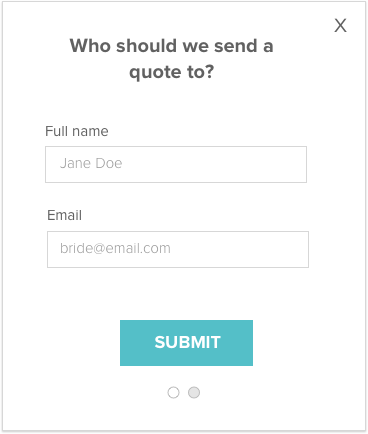 X
Who should we send a
quote to?
Full name
Jane Doe
Email
bride@email.com
SUBMIT